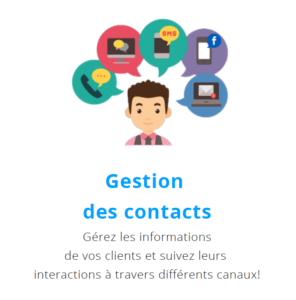 SMS
f
Gestion
des contacts
Gérez les informations
de vos clients et suivez leurs
interactions à travers différents canaux!